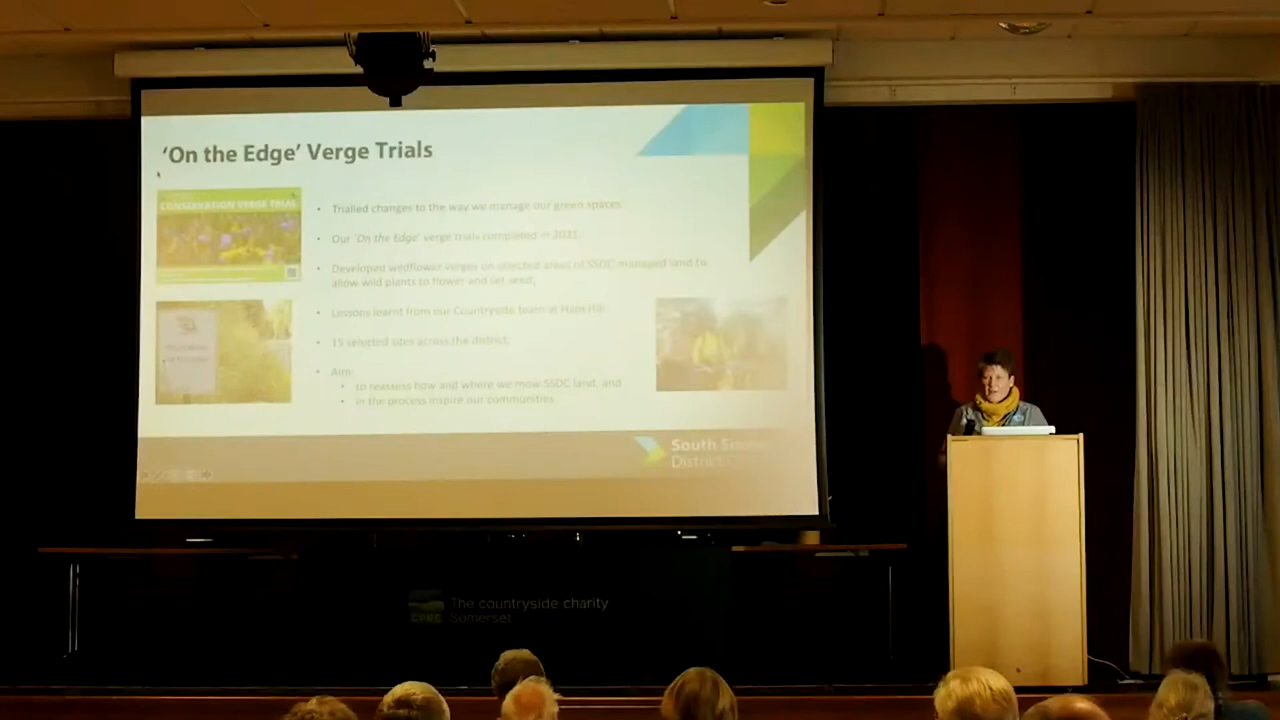 'On the Edge' Verge Trials
CONSERVATION VERGE TRIAL
• Trialled changes to the way we manage our green spaces.
• Our 'On the Edge' verge trials completed in 2021.
• Developed wildflower verges on selected areas of SSDC managed land to
allow wild plants to flower and set seed,
• Lessons learnt from our Countryside team at Ham Hill.
• 15 selected sites across the district,
• Aim:
• to reassess how and where we mow SSDC land, and
• in the process inspire our communities
South
District
CPRE
The countryside charity
Somerset